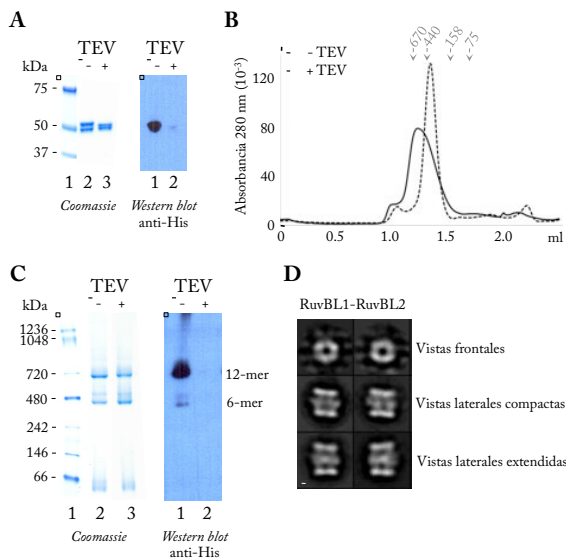 A
TEV
kDa - +
75 -
50 -
37 -
1 2 3
Coomassie
TEV
- +
1 2
Western blot
anti-His
B
Absorbancia 280 nm (10⁻³)
- - TEV
- + TEV
670
440
158
75
120
80
40
0
0 0.5 1.0 1.5 2.0 ml
C
TEV
kDa - +
1236 -
1048 -
720 -
480 -
242 -
146 -
66 -
1 2 3
Coomassie
TEV
- +
12-mer
6-mer
1 2
Western blot
anti-His
D
RuvBL1-RuvBL2
Vistas frontales
Vistas laterales compactas
Vistas laterales extendidas